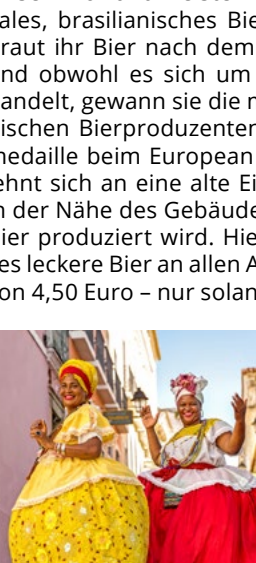 ales, brasilianisches Bie
raut ihr Bier nach dem
nd obwohl es sich um
andelt, gewann sie die r
ischen Bierproduzenten
nedaille beim European
ehnt sich an eine alte Ei
n der Nähe des Gebäude
ier produziert wird. Hie
es leckere Bier an allen A
on 4,50 Euro – nur solan